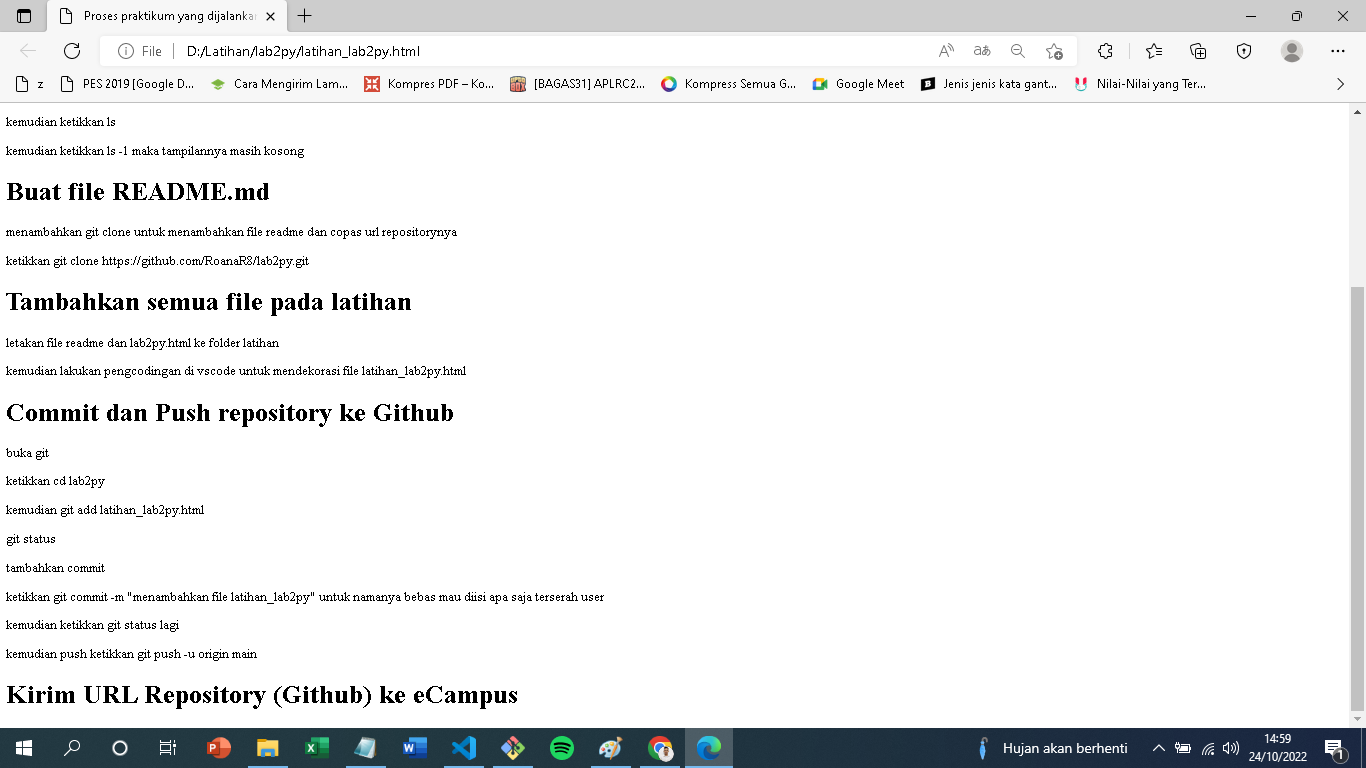 Proses praktikum yang dijalankan
File
D:/Latihan/lab2py/latihan_lab2py.html
z
PES 2019 [Google D...
Cara Mengirim Lam...
Kompres PDF – Ko...
[BAGAS31] APLRC2...
Kompress Semua G...
Google Meet
Jenis jenis kata gant...
Nilai-Nilai yang Ter...
kemudian ketikkan ls
kemudian ketikkan ls -l maka tampilannya masih kosong
Buat file README.md
menambahkan git clone untuk menambahkan file readme dan copas url repositorynya
ketikkan git clone https://github.com/RoanaR8/lab2py.git
Tambahkan semua file pada latihan
letakan file readme dan lab2py.html ke folder latihan
kemudian lakukan pengcodingan di vscode untuk mendekorasi file latihan_lab2py.html
Commit dan Push repository ke Github
buka git
ketikkan cd lab2py
kemudian git add latihan_lab2py.html
git status
tambahkan commit
ketikkan git commit -m "menambahkan file latihan_lab2py" untuk namanya bebas mau diisi apa saja terserah user
kemudian ketikkan git status lagi
kemudian push ketikkan git push -u origin main
Kirim URL Repository (Github) ke eCampus
Hujan akan berhenti
14:59
24/10/2022
1